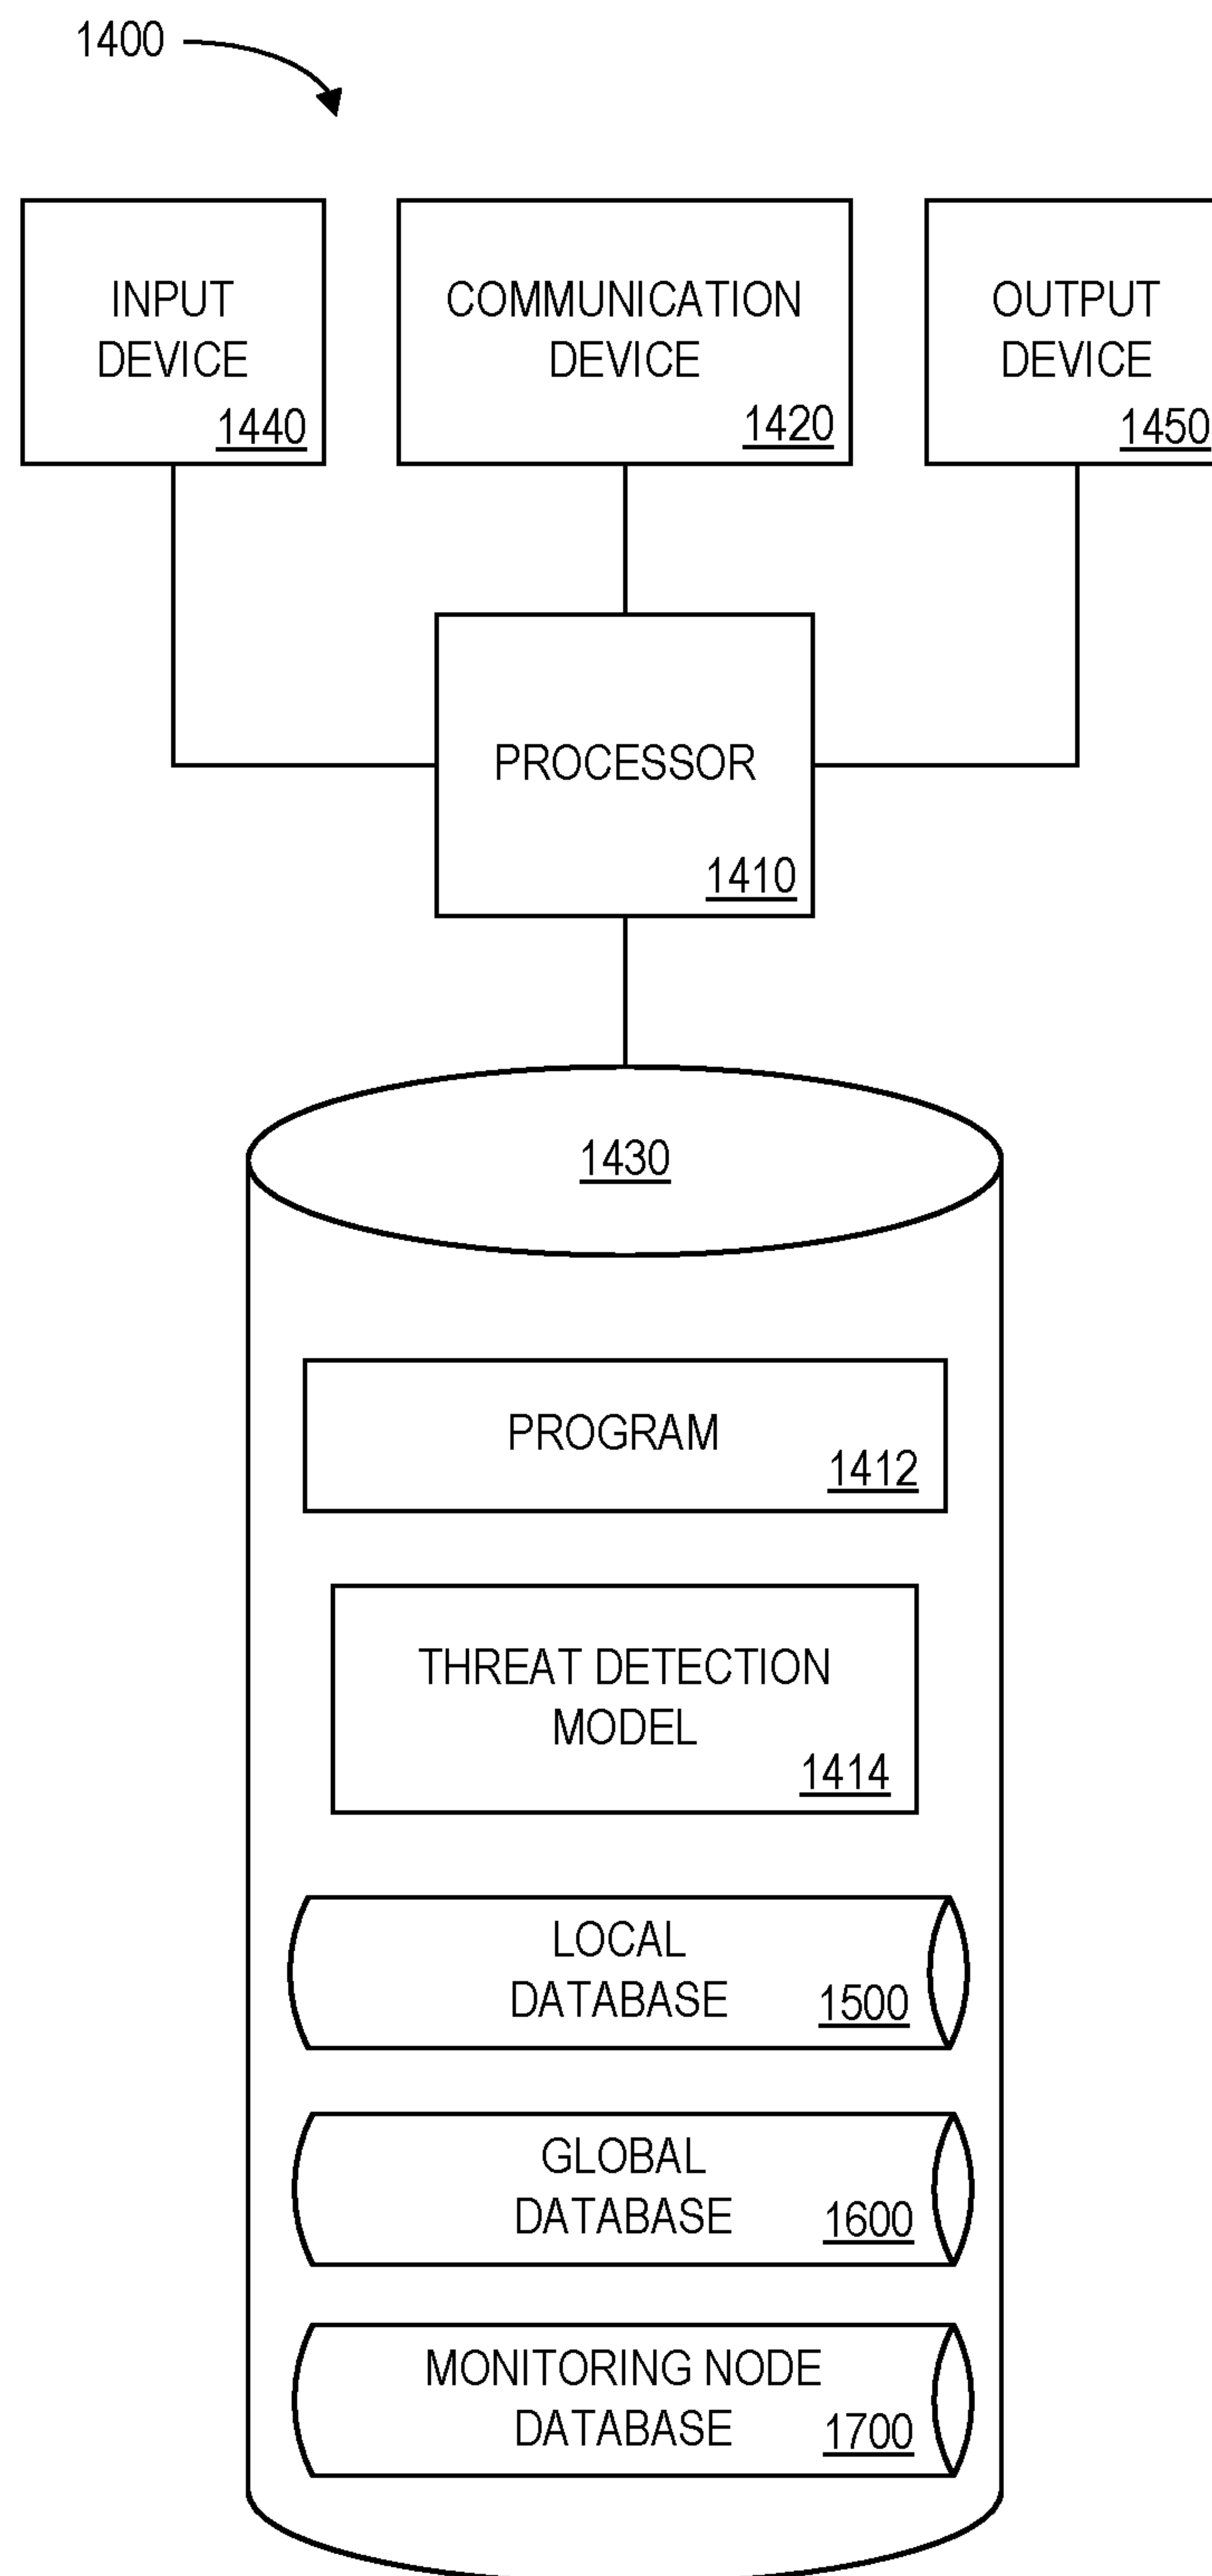 1400
INPUT
DEVICE
1440
COMMUNICATION
DEVICE
1420
OUTPUT
DEVICE
1450
PROCESSOR
1410
1430
PROGRAM
1412
THREAT DETECTION
MODEL
1414
LOCAL
DATABASE
1500
GLOBAL
DATABASE
1600
MONITORING NODE
DATABASE
1700